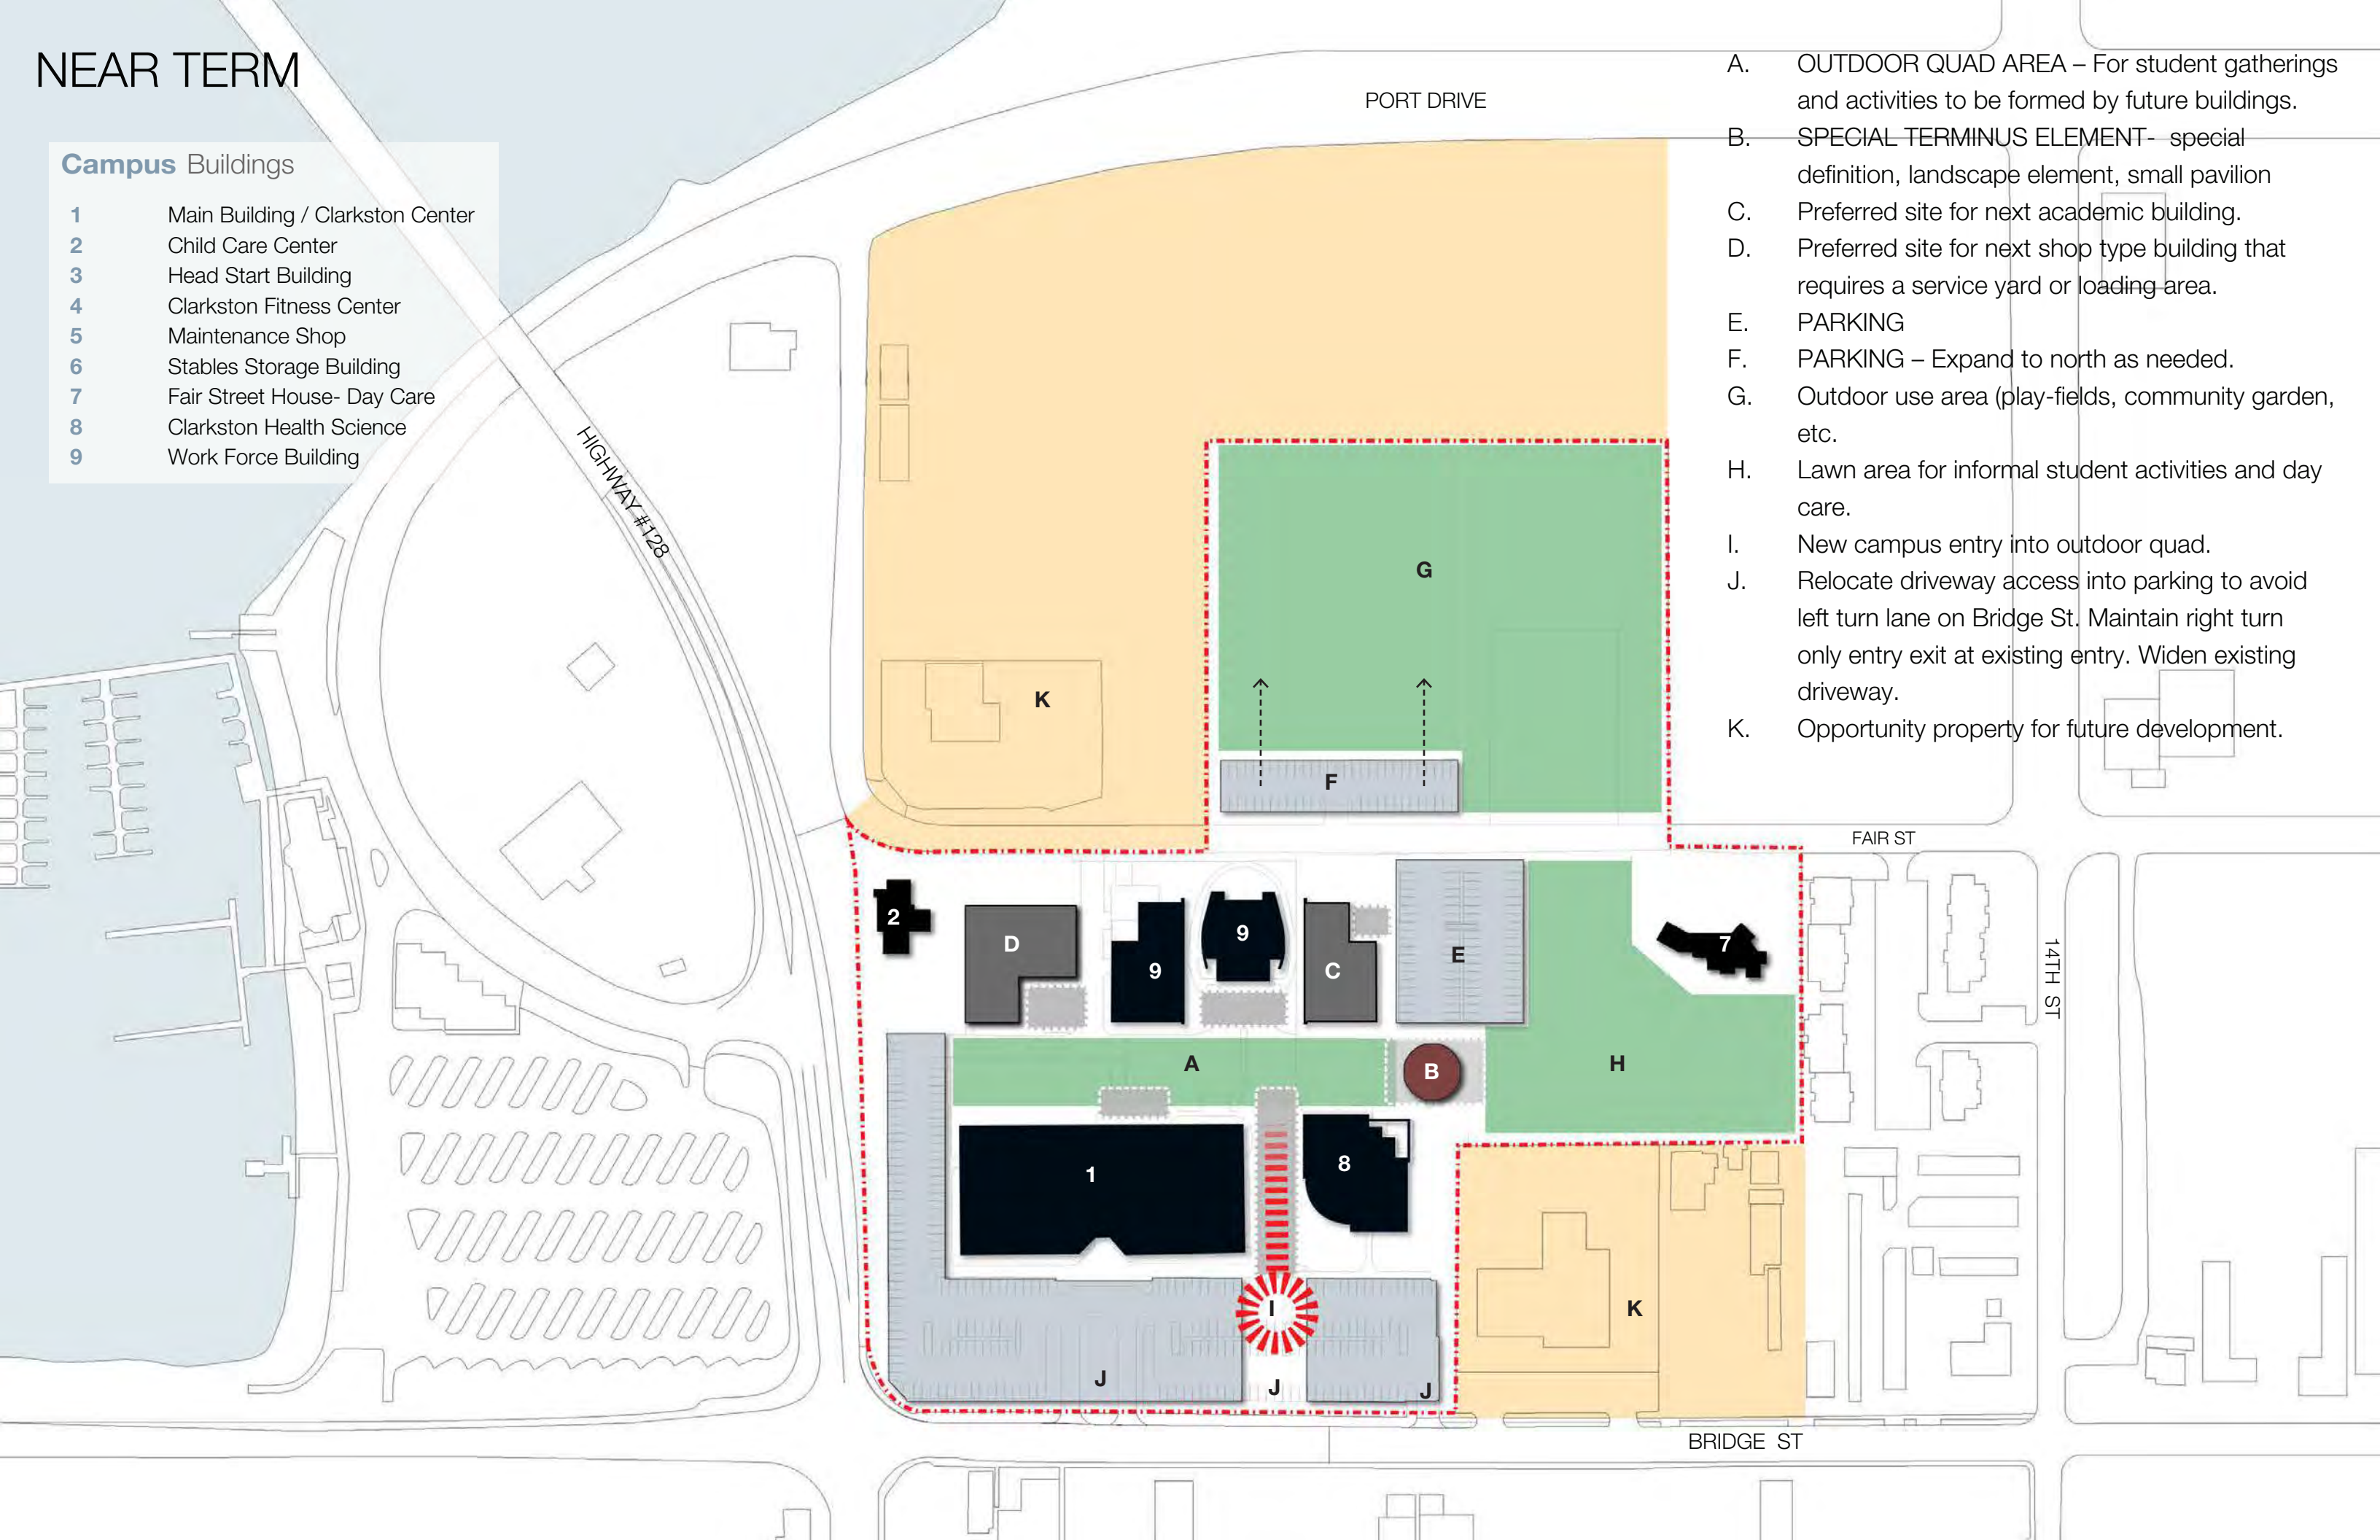 NEAR TERM
Campus Buildings
1 Main Building / Clarkston Center
2 Child Care Center
3 Head Start Building
4 Clarkston Fitness Center
5 Maintenance Shop
6 Stables Storage Building
7 Fair Street House- Day Care
8 Clarkston Health Science
9 Work Force Building
A. OUTDOOR QUAD AREA – For student gatherings
and activities to be formed by future buildings.
B. SPECIAL TERMINUS ELEMENT- special
definition, landscape element, small pavilion
C. Preferred site for next academic building.
D. Preferred site for next shop type building that
requires a service yard or loading area.
E. PARKING
F. PARKING – Expand to north as needed.
G. Outdoor use area (play-fields, community garden,
etc.
H. Lawn area for informal student activities and day
care.
I. New campus entry into outdoor quad.
J. Relocate driveway access into parking to avoid
left turn lane on Bridge St. Maintain right turn
only entry exit at existing entry. Widen existing
driveway.
K. Opportunity property for future development.
PORT DRIVE
HIGHWAY #128
G
K
F
FAIR ST
2
D
9
9
C
E
7
14TH ST
A
B
H
1
8
I
K
J
J
J
BRIDGE ST